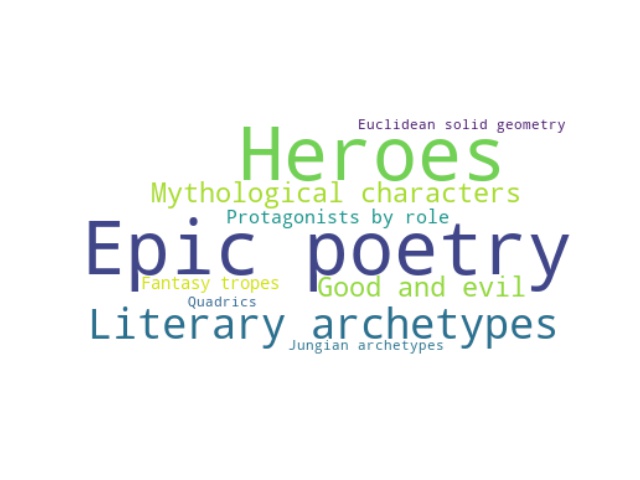 Euclidean solid geometry
Heroes
Mythological characters
Protagonists by role
Epic poetry
Fantasy tropes
Good and evil
Quadrics
Literary archetypes
Jungian archetypes